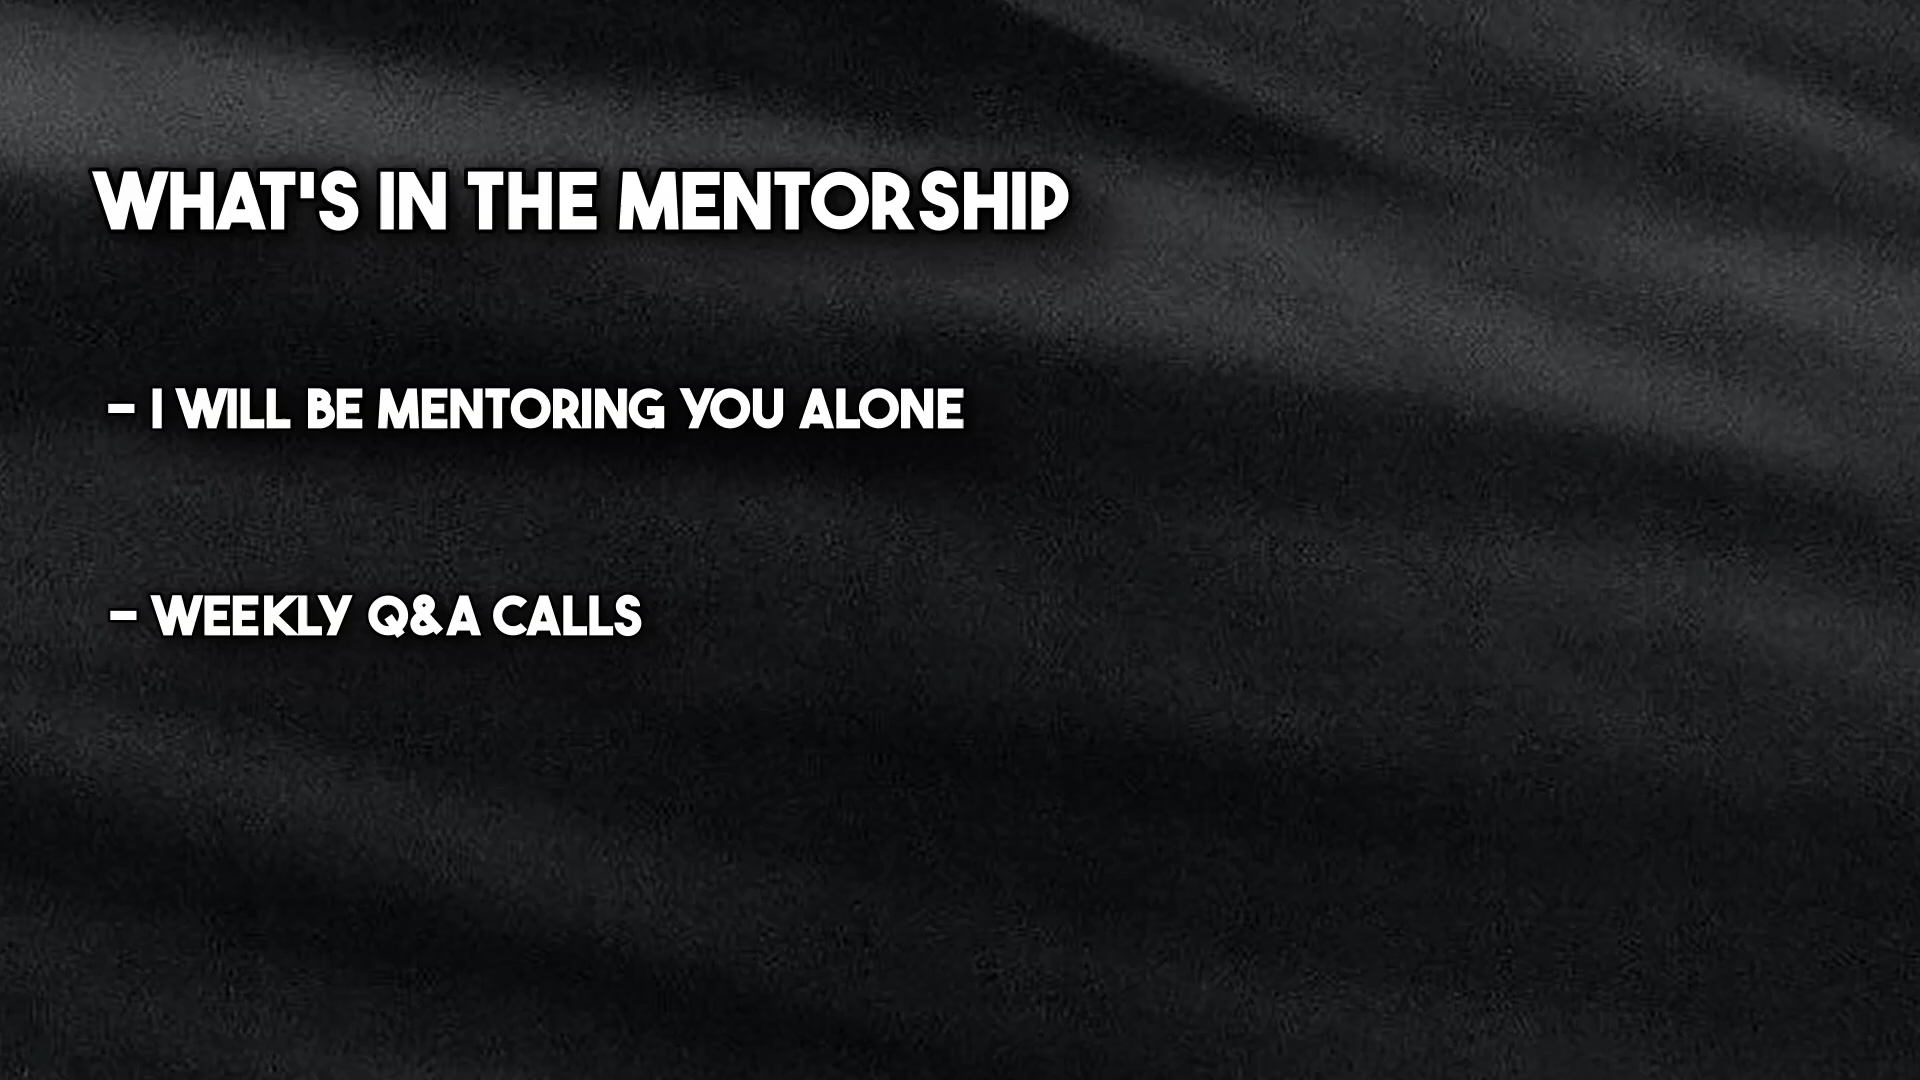 WHAT'S IN THE MENTORSHIP
- I WILL BE MENTORING YOU ALONE
- WEEKLY Q&A CALLS